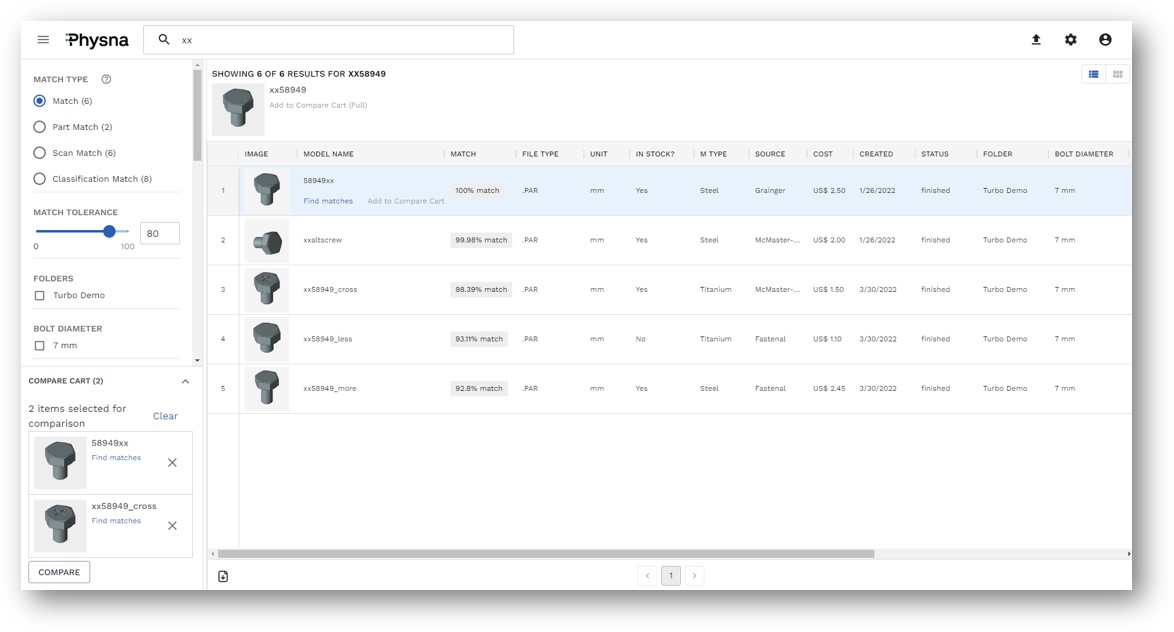 Physna
xx
MATCH TYPE
Match (6)
Part Match (2)
Scan Match (6)
Classification Match (8)
MATCH TOLERANCE
80
0 100
FOLDERS
Turbo Demo
BOLT DIAMETER
7 mm
COMPARE CART (2)
2 items selected for
comparison
Clear
58949xx
Find matches
xx58949_cross
Find matches
COMPARE
SHOWING 6 OF 6 RESULTS FOR XX58949
xx58949
Add to Compare Cart (Full)
IMAGE MODEL NAME MATCH FILE TYPE UNIT IN STOCK? M TYPE SOURCE COST CREATED STATUS FOLDER BOLT DIAMETER
1 58949xx 100% match .PAR mm Yes Steel Grainger US$ 2.50 1/26/2022 finished Turbo Demo 7 mm
Find matches Add to Compare Cart
2 xxaltscrew 99.98% match .PAR mm Yes Steel McMaster-... US$ 2.00 1/26/2022 finished Turbo Demo 7 mm
3 xx58949_cross 98.39% match .PAR mm Yes Titanium McMaster-... US$ 1.50 3/30/2022 finished Turbo Demo 7 mm
4 xx58949_less 93.11% match .PAR mm No Titanium Fastenal US$ 1.10 3/30/2022 finished Turbo Demo 7 mm
5 xx58949_more 92.8% match .PAR mm Yes Steel Fastenal US$ 2.45 3/30/2022 finished Turbo Demo 7 mm
1